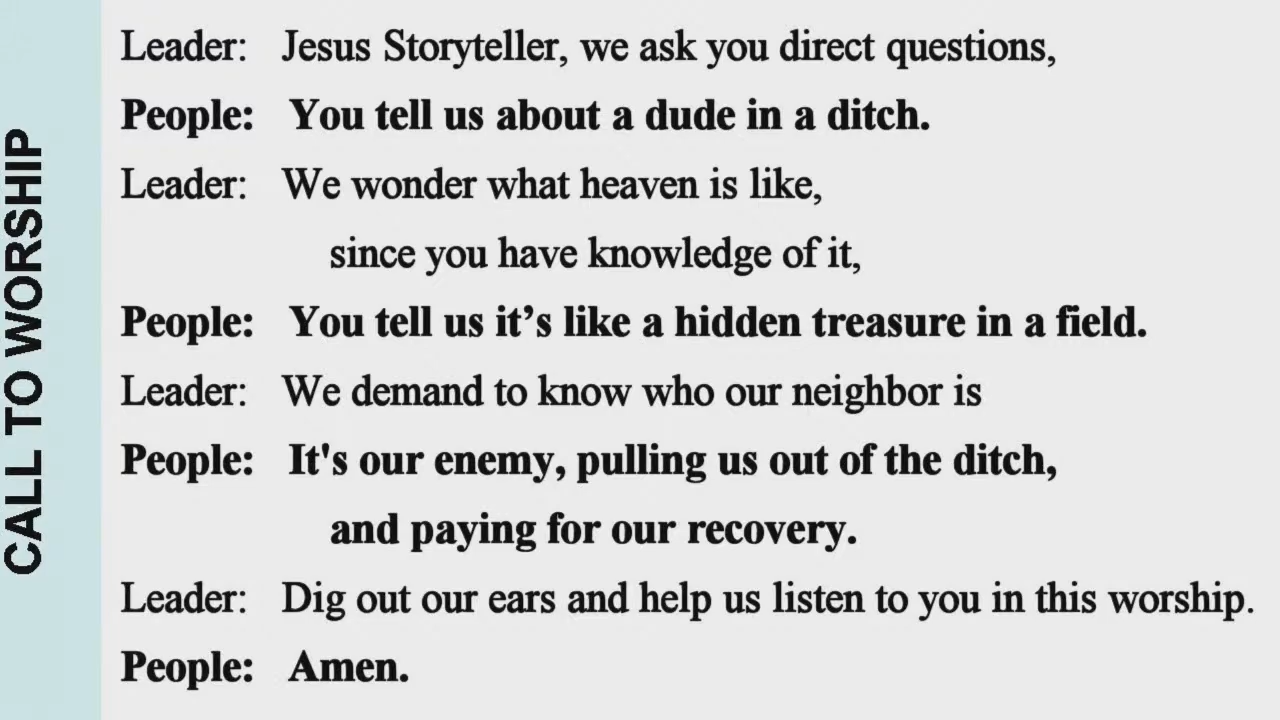 CALL TO WORSHIP
Leader: Jesus Storyteller, we ask you direct questions,
People: You tell us about a dude in a ditch.
Leader: We wonder what heaven is like,
since you have knowledge of it,
People: You tell us it’s like a hidden treasure in a field.
Leader: We demand to know who our neighbor is
People: It's our enemy, pulling us out of the ditch,
and paying for our recovery.
Leader: Dig out our ears and help us listen to you in this worship.
People: Amen.